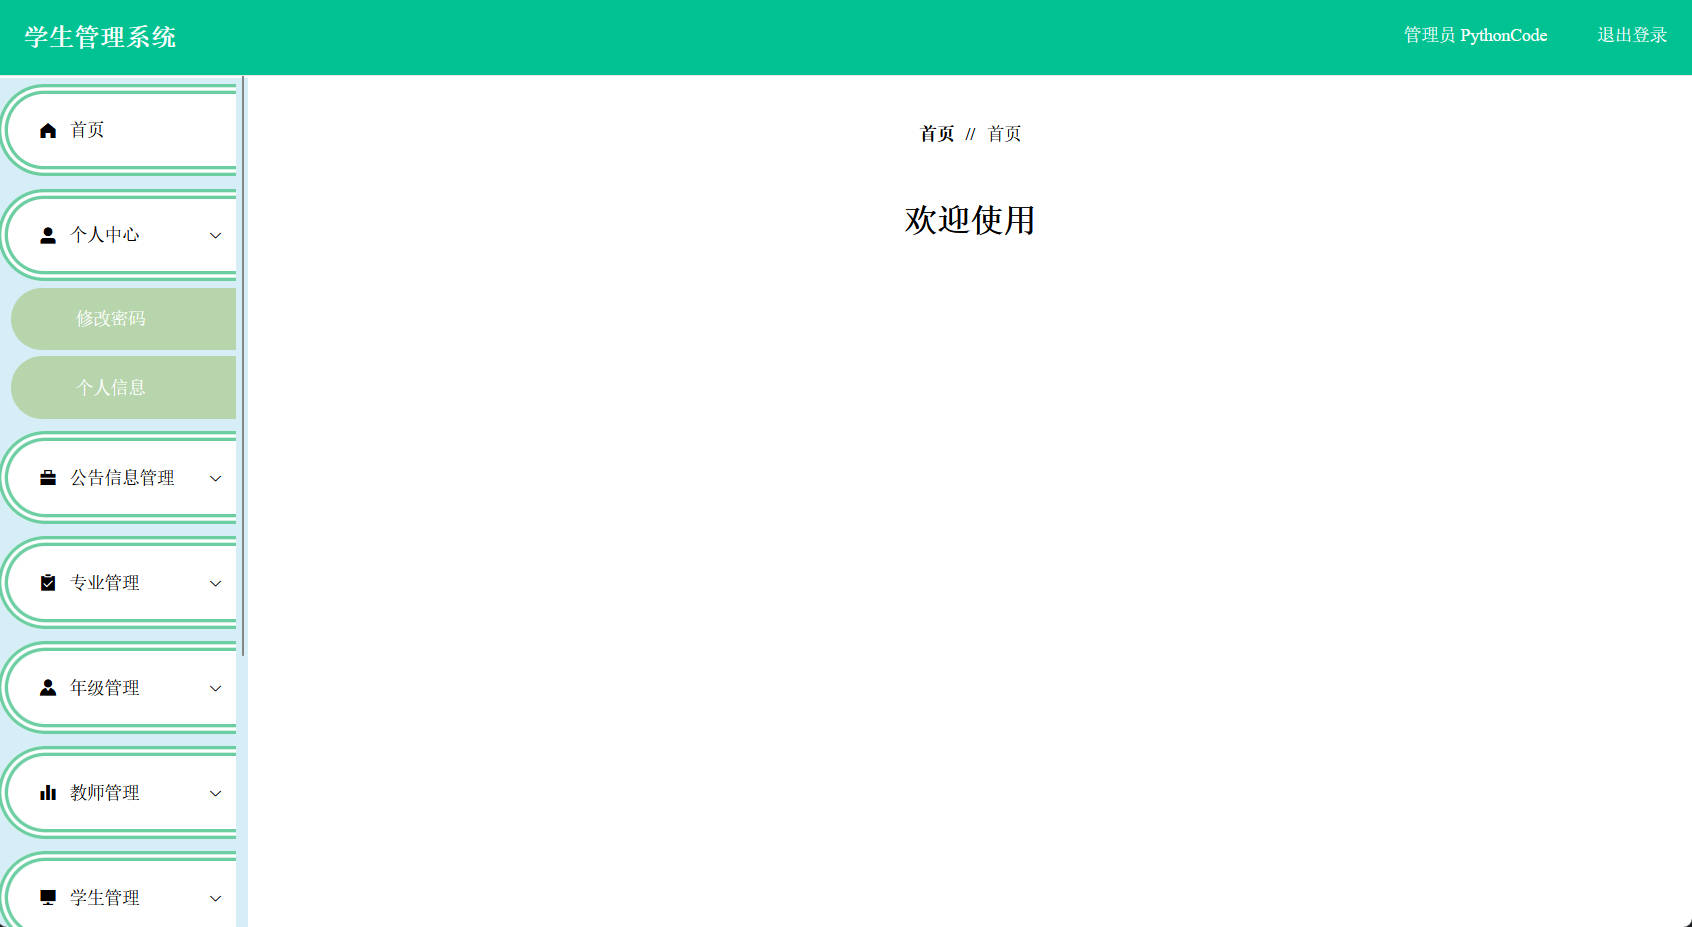 学生管理系统
管理员 PythonCode
退出登录
首页
个人中心
修改密码
个人信息
公告信息管理
专业管理
年级管理
教师管理
学生管理
首页 // 首页
欢迎使用